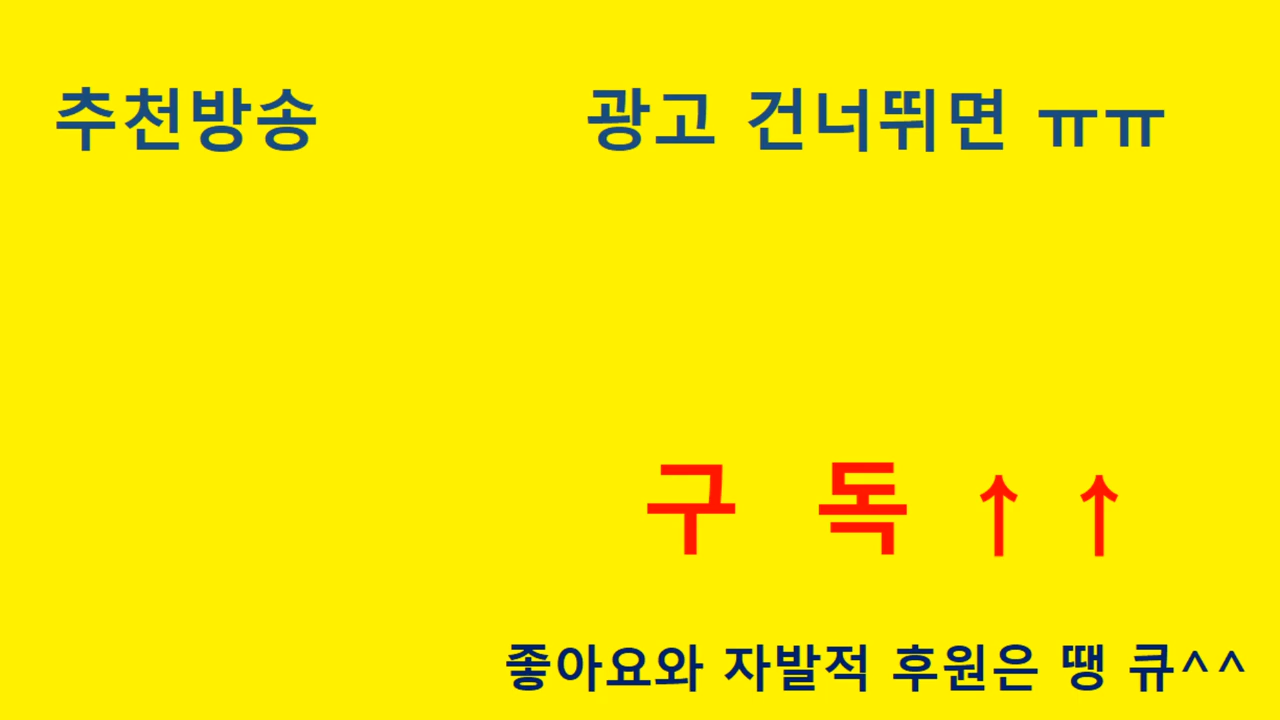 추천방송
광고 건너뛰면 ㅠㅠ
구 독 ↑ ↑
좋아요와 자발적 후원은 땡 큐^^